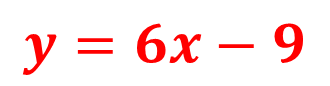 y = 6x − 9